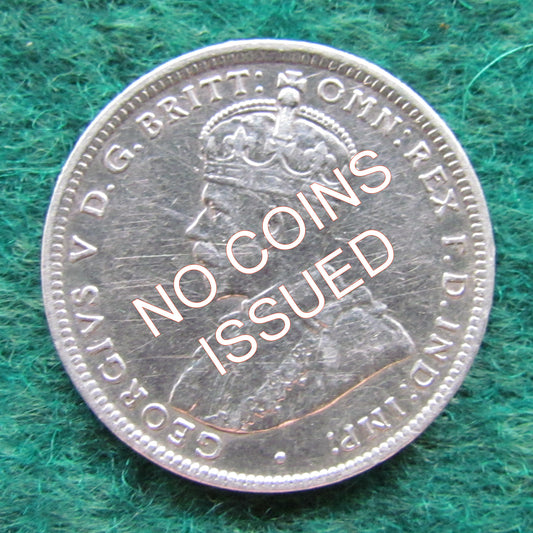 GEORGIVS V D.G. BRITT: OMN: REX F.D. IND: IMP:
NO COINS
ISSUED